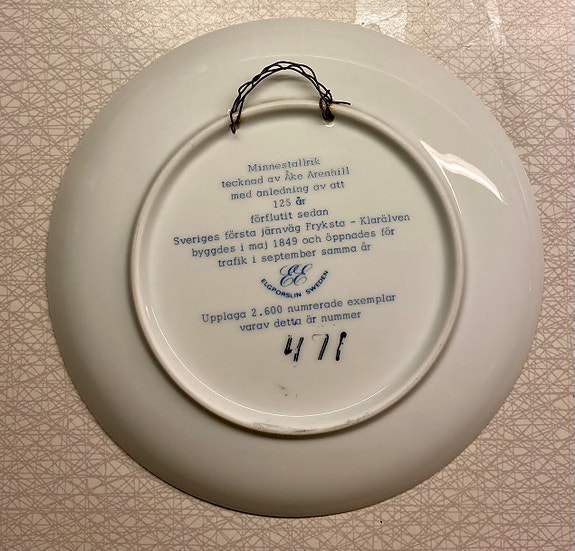 Minnestallrik
tecknad av Åke Arenhill
med anledning av att
125 år
förflutit sedan
Sveriges första järnväg Fryksta - Klarälven
byggdes i maj 1849 och öppnades för
trafik i september samma år
EE
ELGPORSLIN SWEDEN
Upplaga 2.600 numrerade exemplar
varav detta är nummer
471